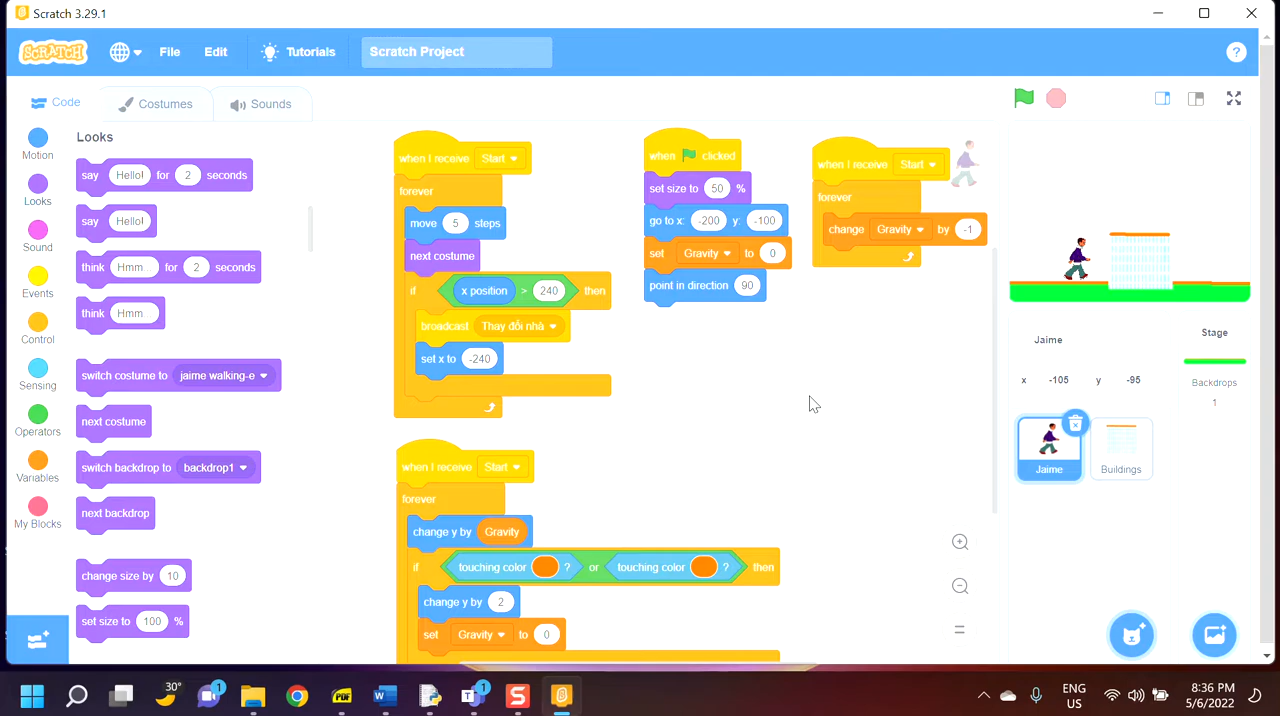 Scratch 3.29.1
SCRATCH
File
Edit
Tutorials
Scratch Project
?
Code
Costumes
Sounds
Motion
Looks
Sound
Events
Control
Sensing
Operators
Variables
My Blocks
Looks
say Hello! for 2 seconds
say Hello!
think Hmm... for 2 seconds
think Hmm...
switch costume to jaime walking-e
next costume
switch backdrop to backdrop1
next backdrop
change size by 10
set size to 100 %
when I receive Start
forever
move 5 steps
next costume
if x position > 240 then
broadcast Thay đổi nhà
set x to -240
when I receive Start
forever
change y by Gravity
if touching color ? or touching color ? then
change y by 2
set Gravity to 0
when clicked
set size to 50 %
go to x: -200 y: -100
set Gravity to 0
point in direction 90
when I receive Start
forever
change Gravity by -1
Jaime
x -105 y -95
Jaime
Buildings
Stage
Backdrops
1
30°
1
PDF
W
T 1
S
ENG
US
8:36 PM
5/6/2022